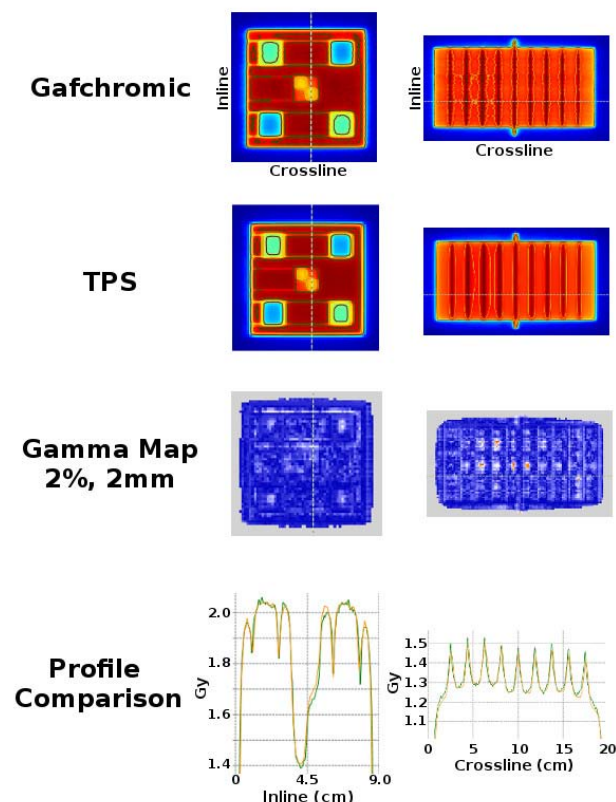 Gafchromic
Inline
Crossline
Inline
Crossline
TPS
Gamma Map
2%, 2mm
Profile
Comparison
Gy
2.0
1.8
1.6
1.4
0
4.5
9.0
Inline (cm)
Gy
1.5
1.4
1.3
1.2
1.1
0
5
10
15
20
Crossline (cm)